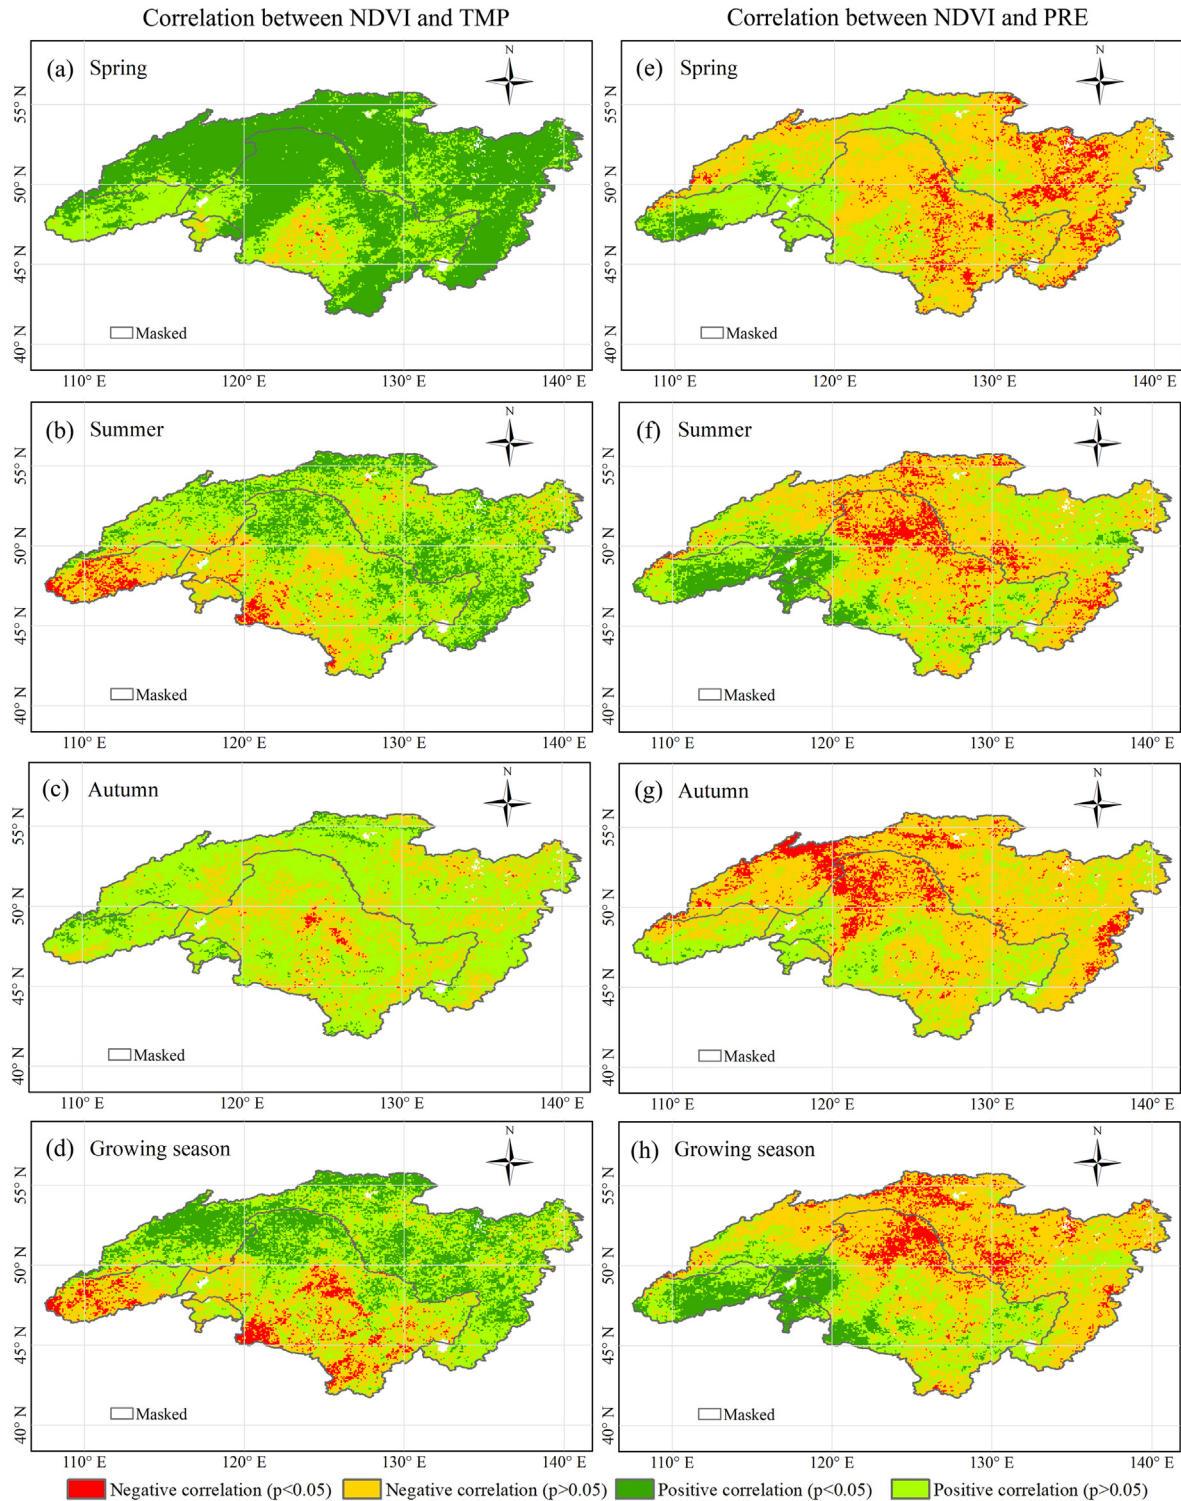 Correlation between NDVI and TMP
Correlation between NDVI and PRE
(a) Spring
N
55° N
50° N
45° N
40° N
Masked
110° E 120° E 130° E 140° E
(e) Spring
N
55° N
50° N
45° N
40° N
Masked
110° E 120° E 130° E 140° E
(b) Summer
N
55° N
50° N
45° N
40° N
Masked
110° E 120° E 130° E 140° E
(f) Summer
N
55° N
50° N
45° N
40° N
Masked
110° E 120° E 130° E 140° E
(c) Autumn
N
55° N
50° N
45° N
40° N
Masked
110° E 120° E 130° E 140° E
(g) Autumn
N
55° N
50° N
45° N
40° N
Masked
110° E 120° E 130° E 140° E
(d) Growing season
N
55° N
50° N
45° N
40° N
Masked
110° E 120° E 130° E 140° E
(h) Growing season
N
55° N
50° N
45° N
40° N
Masked
110° E 120° E 130° E 140° E
Negative correlation (p<0.05) Negative correlation (p>0.05) Positive correlation (p<0.05) Positive correlation (p>0.05)